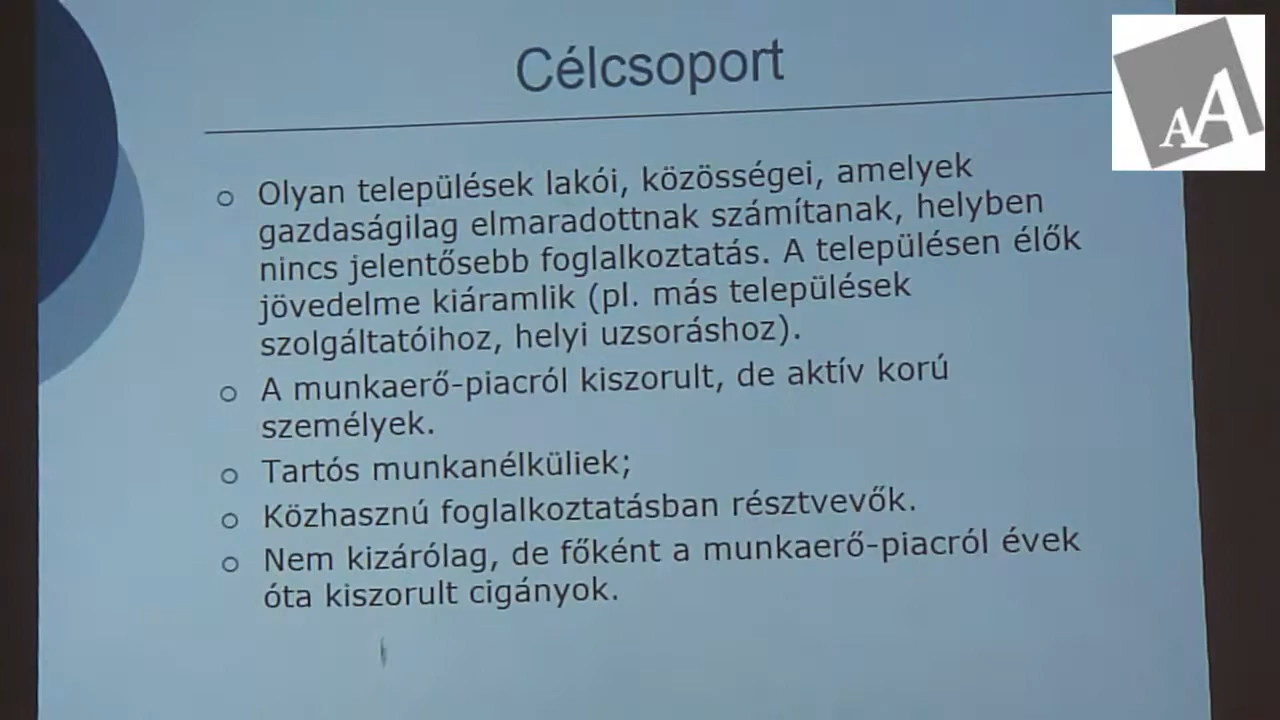 Célcsoport
AA
Olyan települések lakói, közösségei, amelyek
gazdaságilag elmaradottnak számítanak, helyben
nincs jelentősebb foglalkoztatás. A településen élők
jövedelme kiáramlik (pl. más települések
szolgáltatóihoz, helyi uzsoráshoz).
A munkaerő-piacról kiszorult, de aktív korú
személyek.
Tartós munkanélküliek;
Közhasznú foglalkoztatásban résztvevők.
Nem kizárólag, de főként a munkaerő-piacról évek
óta kiszorult cigányok.